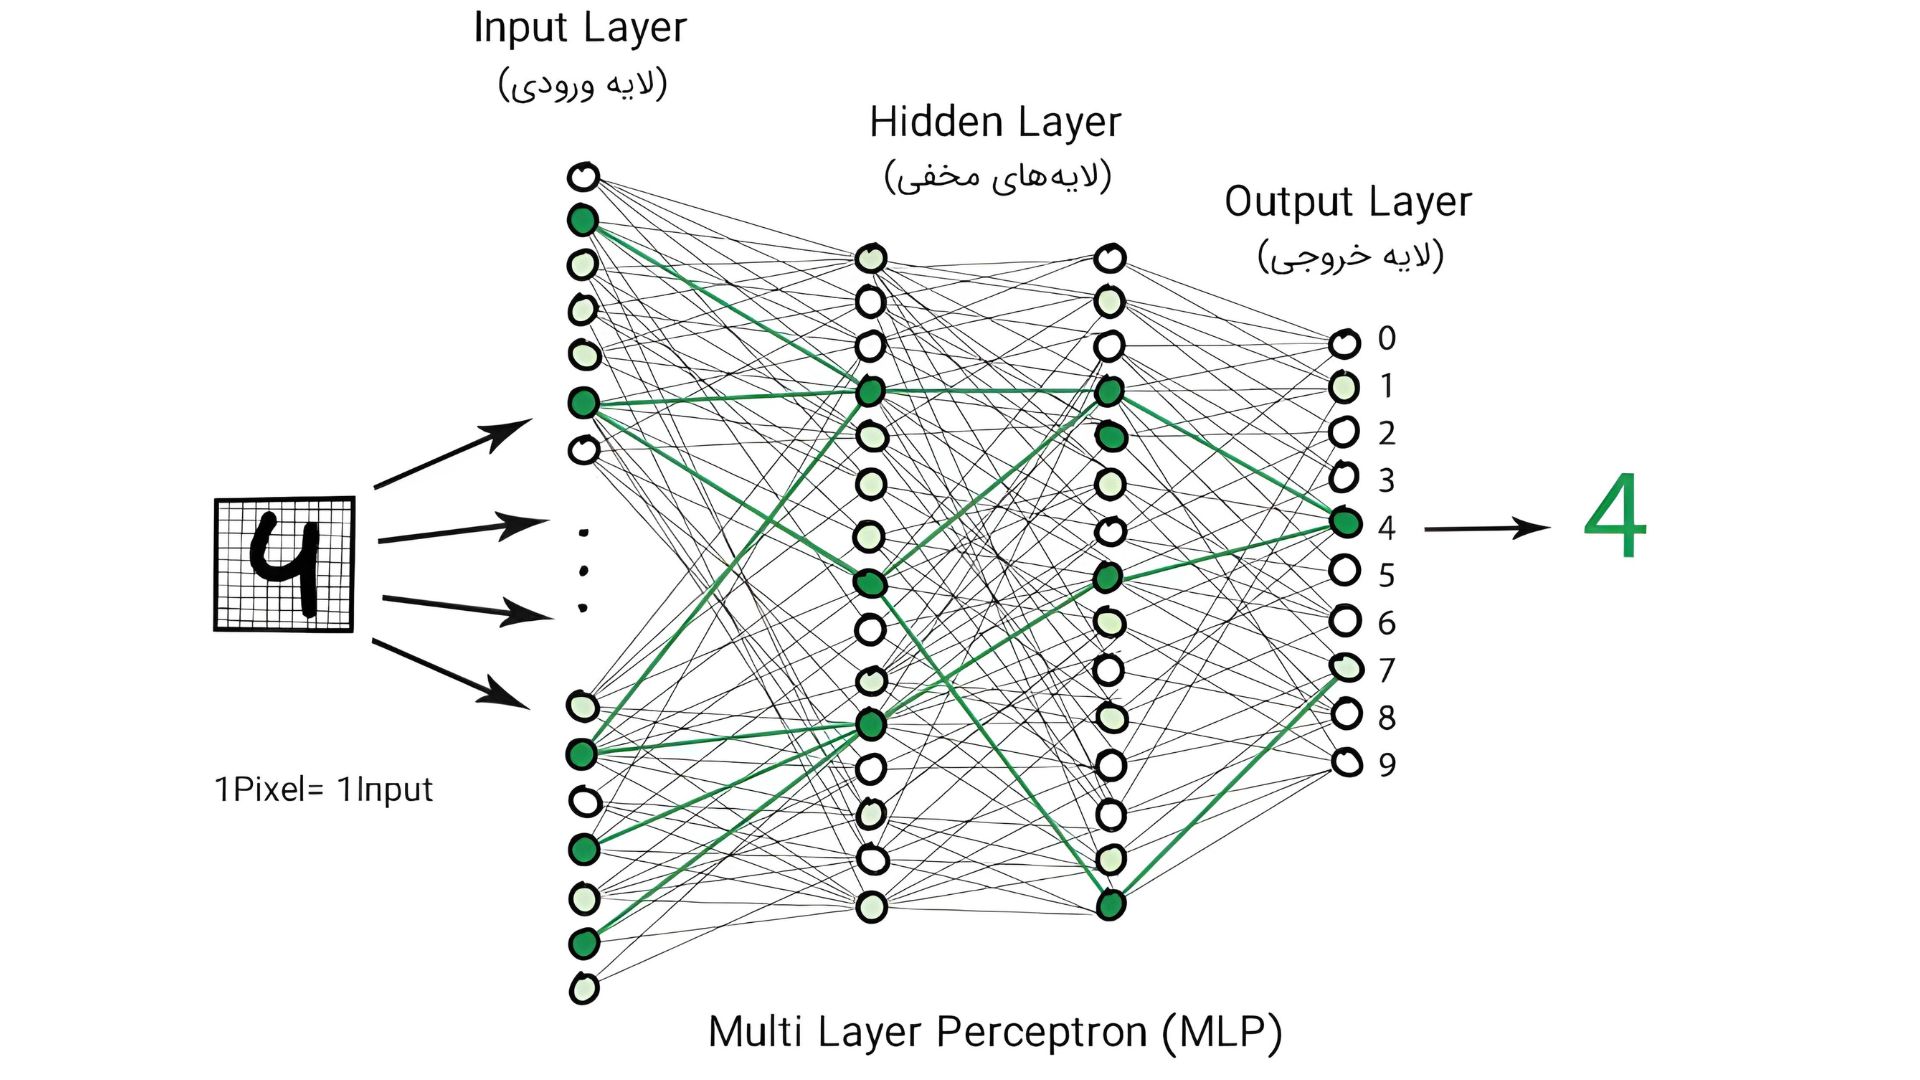 Input Layer
(لایه ورودی)
Hidden Layer
(لایه‌های مخفی)
Output Layer
(لایه خروجی)
0
1
2
3
4
5
6
7
8
9
4
4
1Pixel= 1Input
Multi Layer Perceptron (MLP)